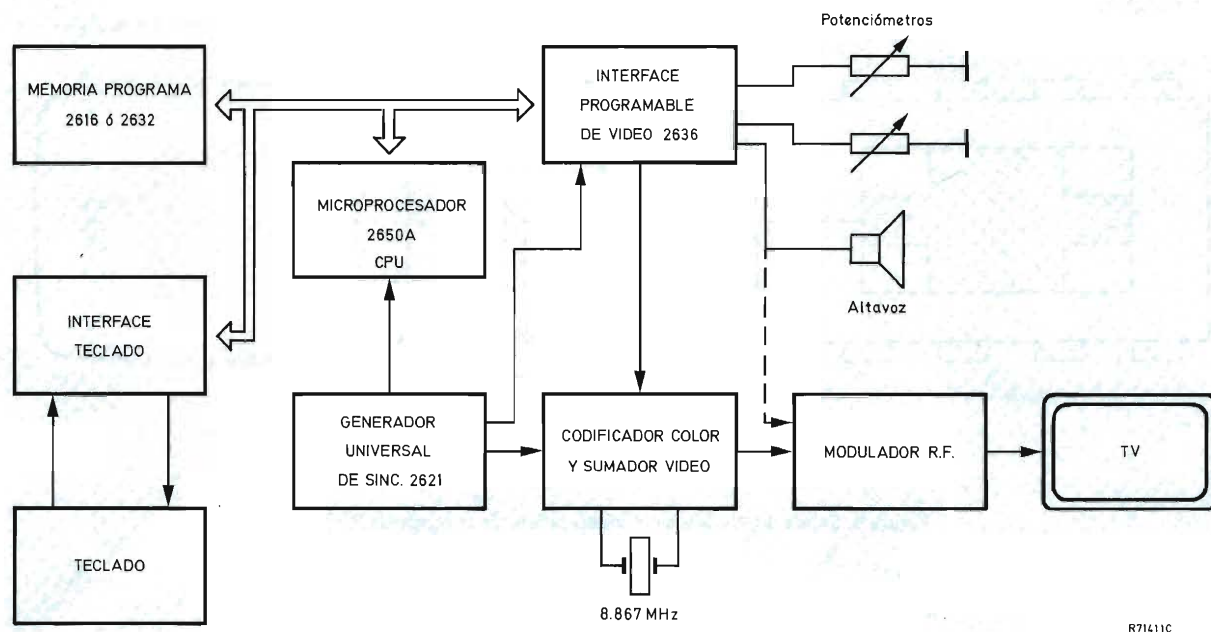 Potenciómetros
MEMORIA PROGRAMA
2616 ó 2632
INTERFACE
PROGRAMABLE
DE VIDEO 2636
MICROPROCESADOR
2650A
CPU
Altavoz
INTERFACE
TECLADO
GENERADOR
UNIVERSAL
DE SINC. 2621
CODIFICADOR COLOR
Y SUMADOR VIDEO
MODULADOR R.F.
TV
TECLADO
8.867 MHz
R71411C